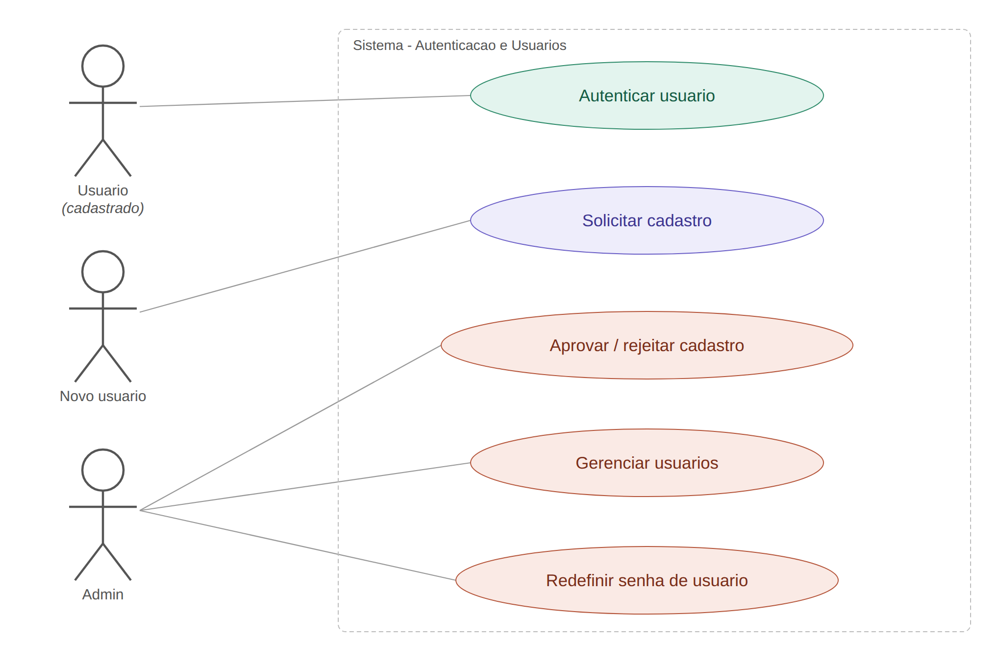 Sistema - Autenticacao e Usuarios
Autenticar usuario
Usuario
(cadastrado)
Solicitar cadastro
Novo usuario
Aprovar / rejeitar cadastro
Gerenciar usuarios
Admin
Redefinir senha de usuario